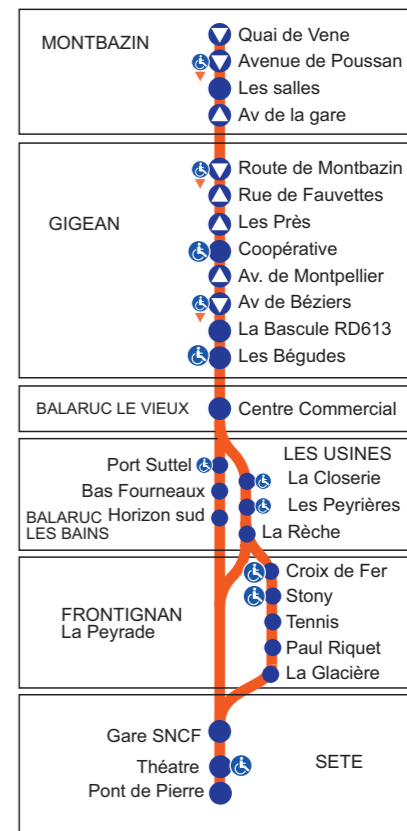 MONTBAZIN
Quai de Vene
Avenue de Poussan
Les salles
Av de la gare
GIGEAN
Route de Montbazin
Rue de Fauvettes
Les Près
Coopérative
Av. de Montpellier
Av de Béziers
La Bascule RD613
Les Bégudes
BALARUC LE VIEUX
Centre Commercial
BALARUC
LES BAINS
Port Suttel
Bas Fourneaux
Horizon sud
LES USINES
La Closerie
Les Peyrières
La Rèche
FRONTIGNAN
La Peyrade
Croix de Fer
Stony
Tennis
Paul Riquet
La Glacière
Gare SNCF
Théatre
Pont de Pierre
SETE